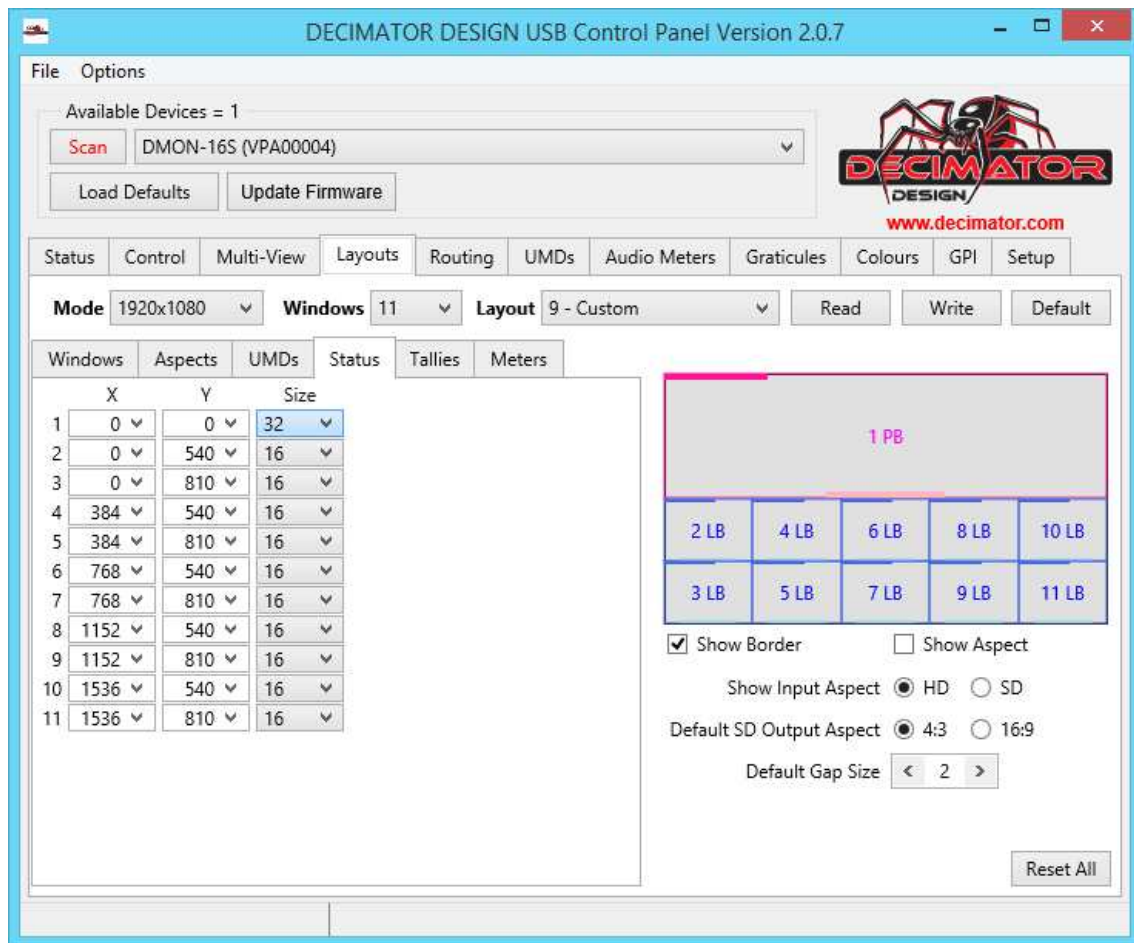 DECIMATOR DESIGN USB Control Panel Version 2.0.7
File Options
Available Devices = 1
Scan DMON-16S (VPA00004)
Load Defaults Update Firmware
DECIMATOR
DESIGN
www.decimator.com
Status Control Multi-View Layouts Routing UMDs Audio Meters Graticules Colours GPI Setup
Mode 1920x1080 Windows 11 Layout 9 - Custom Read Write Default
Windows Aspects UMDs Status Tallies Meters
X Y Size
1 0 0 32
2 0 540 16
3 0 810 16
4 384 540 16
5 384 810 16
6 768 540 16
7 768 810 16
8 1152 540 16
9 1152 810 16
10 1536 540 16
11 1536 810 16
1 PB
2 LB 4 LB 6 LB 8 LB 10 LB
3 LB 5 LB 7 LB 9 LB 11 LB
Show Border Show Aspect
Show Input Aspect HD SD
Default SD Output Aspect 4:3 16:9
Default Gap Size < 2 >
Reset All